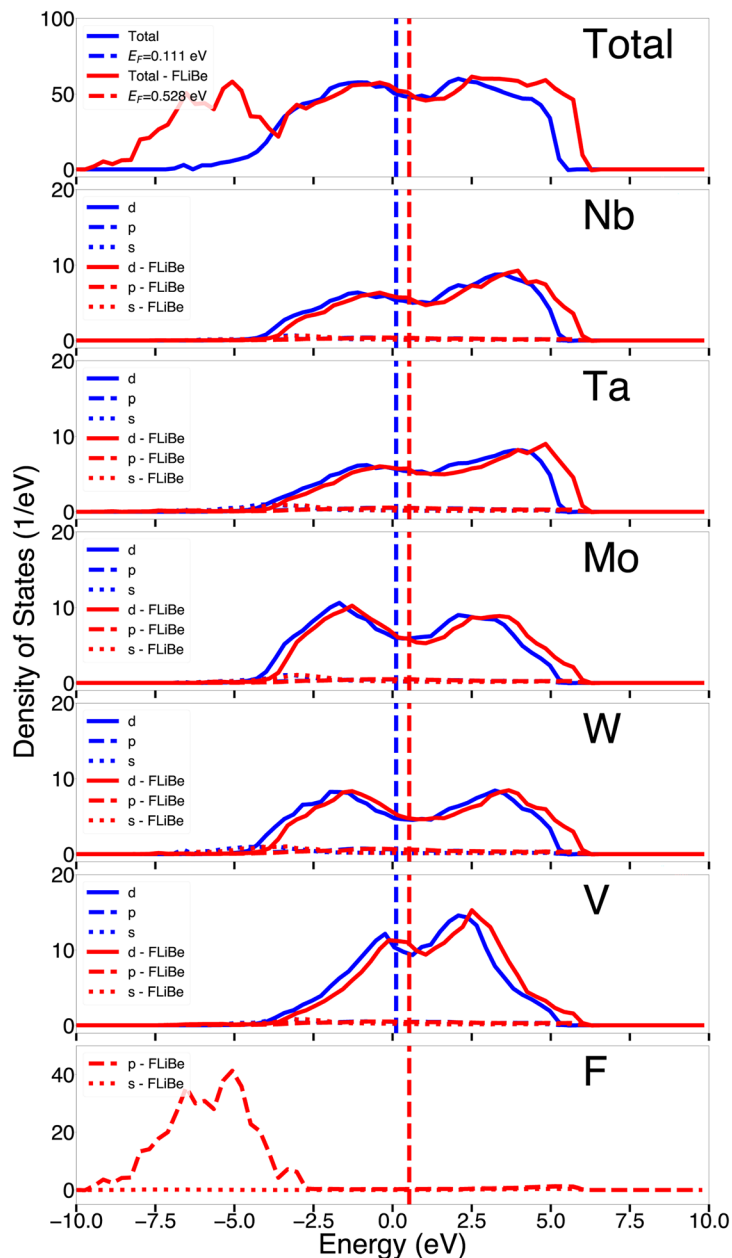 100
Total
E_F=0.111 eV
Total - FLiBe
E_F=0.528 eV
Total
50
0
20
d
p
s
d - FLiBe
p - FLiBe
s - FLiBe
Nb
10
0
20
d
p
s
d - FLiBe
p - FLiBe
s - FLiBe
Ta
10
0
20
d
p
s
d - FLiBe
p - FLiBe
s - FLiBe
Mo
10
0
20
d
p
s
d - FLiBe
p - FLiBe
s - FLiBe
W
10
0
20
d
p
s
d - FLiBe
p - FLiBe
s - FLiBe
V
10
0
p - FLiBe
s - FLiBe
F
40
20
0
Density of States (1/eV)
−10.0 −7.5 −5.0 −2.5 0.0 2.5 5.0 7.5 10.0
Energy (eV)